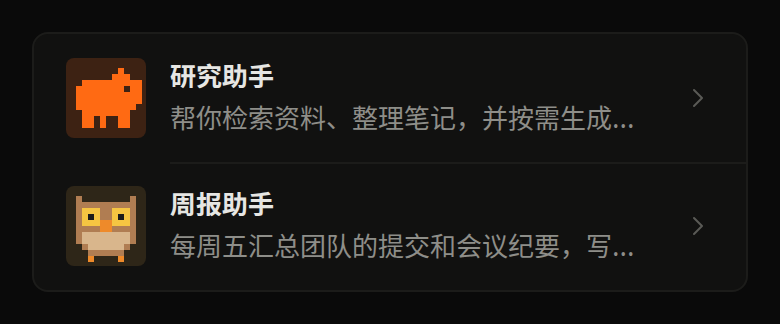 研究助手
帮你检索资料、整理笔记，并按需生成...
周报助手
每周五汇总团队的提交和会议纪要，写...